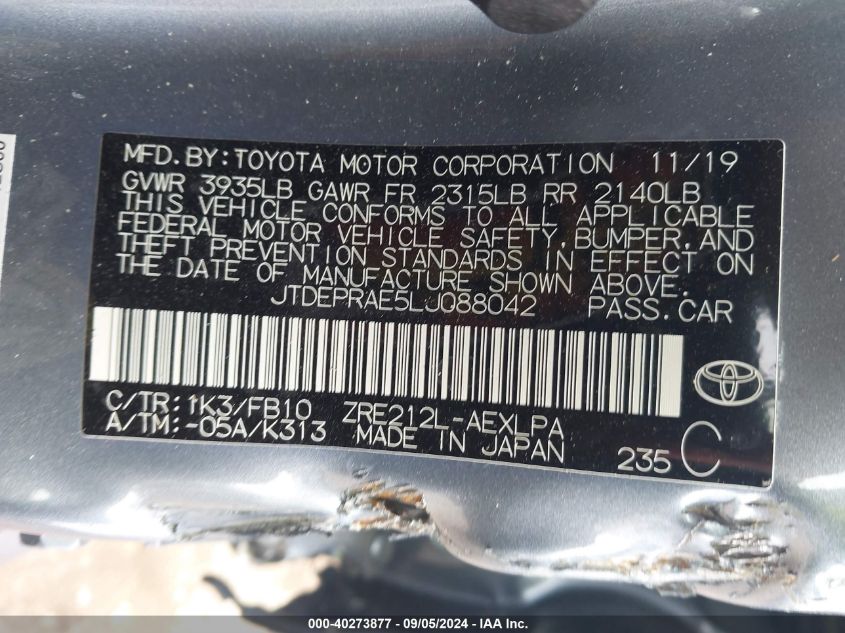 MFD.BY:TOYOTA MOTOR CORPORATION 11/19
GVWR 3935LB GAWR FR 2315LB RR 2140LB
THIS VEHICLE CONFORMS TO ALL APPLICABLE
FEDERAL MOTOR VEHICLE SAFETY,BUMPER,AND
THEFT PREVENTION STANDARDS IN EFFECT ON
THE DATE OF MANUFACTURE SHOWN ABOVE.
JTDEPRAE5LJ088042 PASS.CAR
C/TR: 1K3/FB10 ZRE212L-AEXLPA
A/TM: -05A/K313 MADE IN JAPAN
235 C
000-40273877 - 09/05/2024 - IAA Inc.